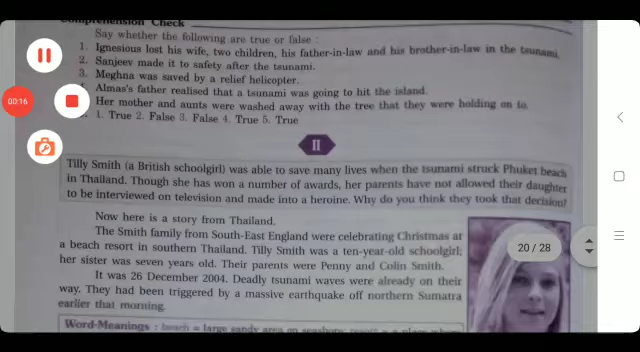 Comprehension Check
Say whether the following are true or false :
1. Ignesious lost his wife, two children, his father-in-law and his brother-in-law in the tsunami.
2. Sanjeev made it to safety after the tsunami.
3. Meghna was saved by a relief helicopter.
Almas's father realised that a tsunami was going to hit the island.
Her mother and aunts were washed away with the tree that they were holding on to.
1. True 2. False 3. False 4. True 5. True
00:16
II
Tilly Smith (a British schoolgirl) was able to save many lives when the tsunami struck Phuket beach
in Thailand. Though she has won a number of awards, her parents have not allowed their daughter
to be interviewed on television and made into a heroine. Why do you think they took that decision?
Now here is a story from Thailand.
The Smith family from South-East England were celebrating Christmas at
a beach resort in southern Thailand. Tilly Smith was a ten-year-old schoolgirl;
her sister was seven years old. Their parents were Penny and Colin Smith.
It was 26 December 2004. Deadly tsunami waves were already on their
way. They had been triggered by a massive earthquake off northern Sumatra
earlier that morning.
20 / 28
Word-Meanings : beach = large sandy area on seashore; resort = a place where